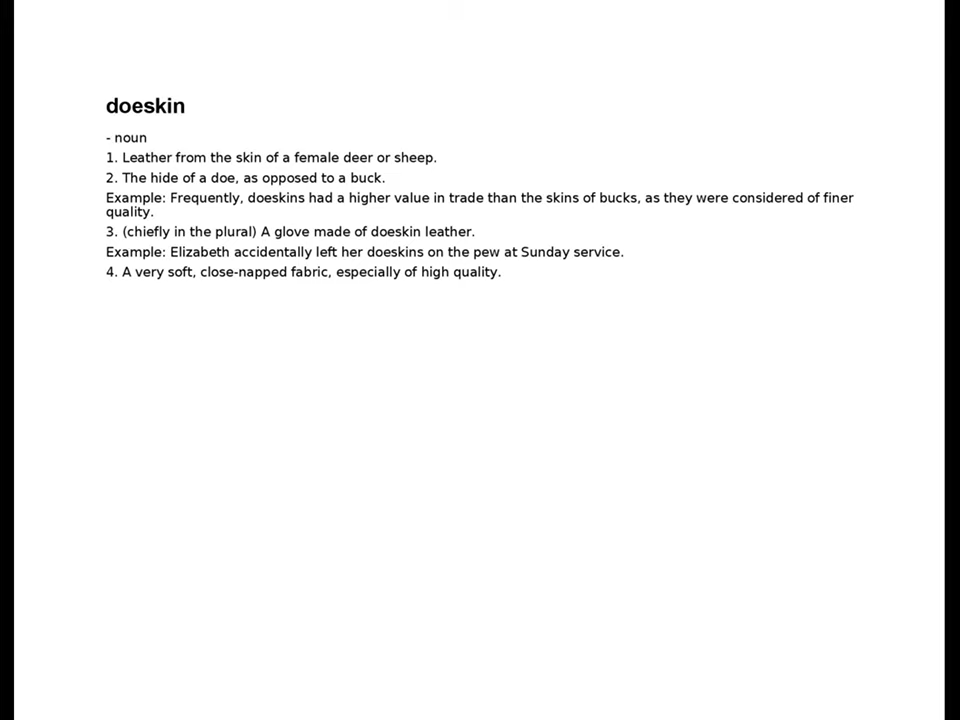 doeskin
- noun
1. Leather from the skin of a female deer or sheep.
2. The hide of a doe, as opposed to a buck.
Example: Frequently, doeskins had a higher value in trade than the skins of bucks, as they were considered of finer
quality.
3. (chiefly in the plural) A glove made of doeskin leather.
Example: Elizabeth accidentally left her doeskins on the pew at Sunday service.
4. A very soft, close-napped fabric, especially of high quality.